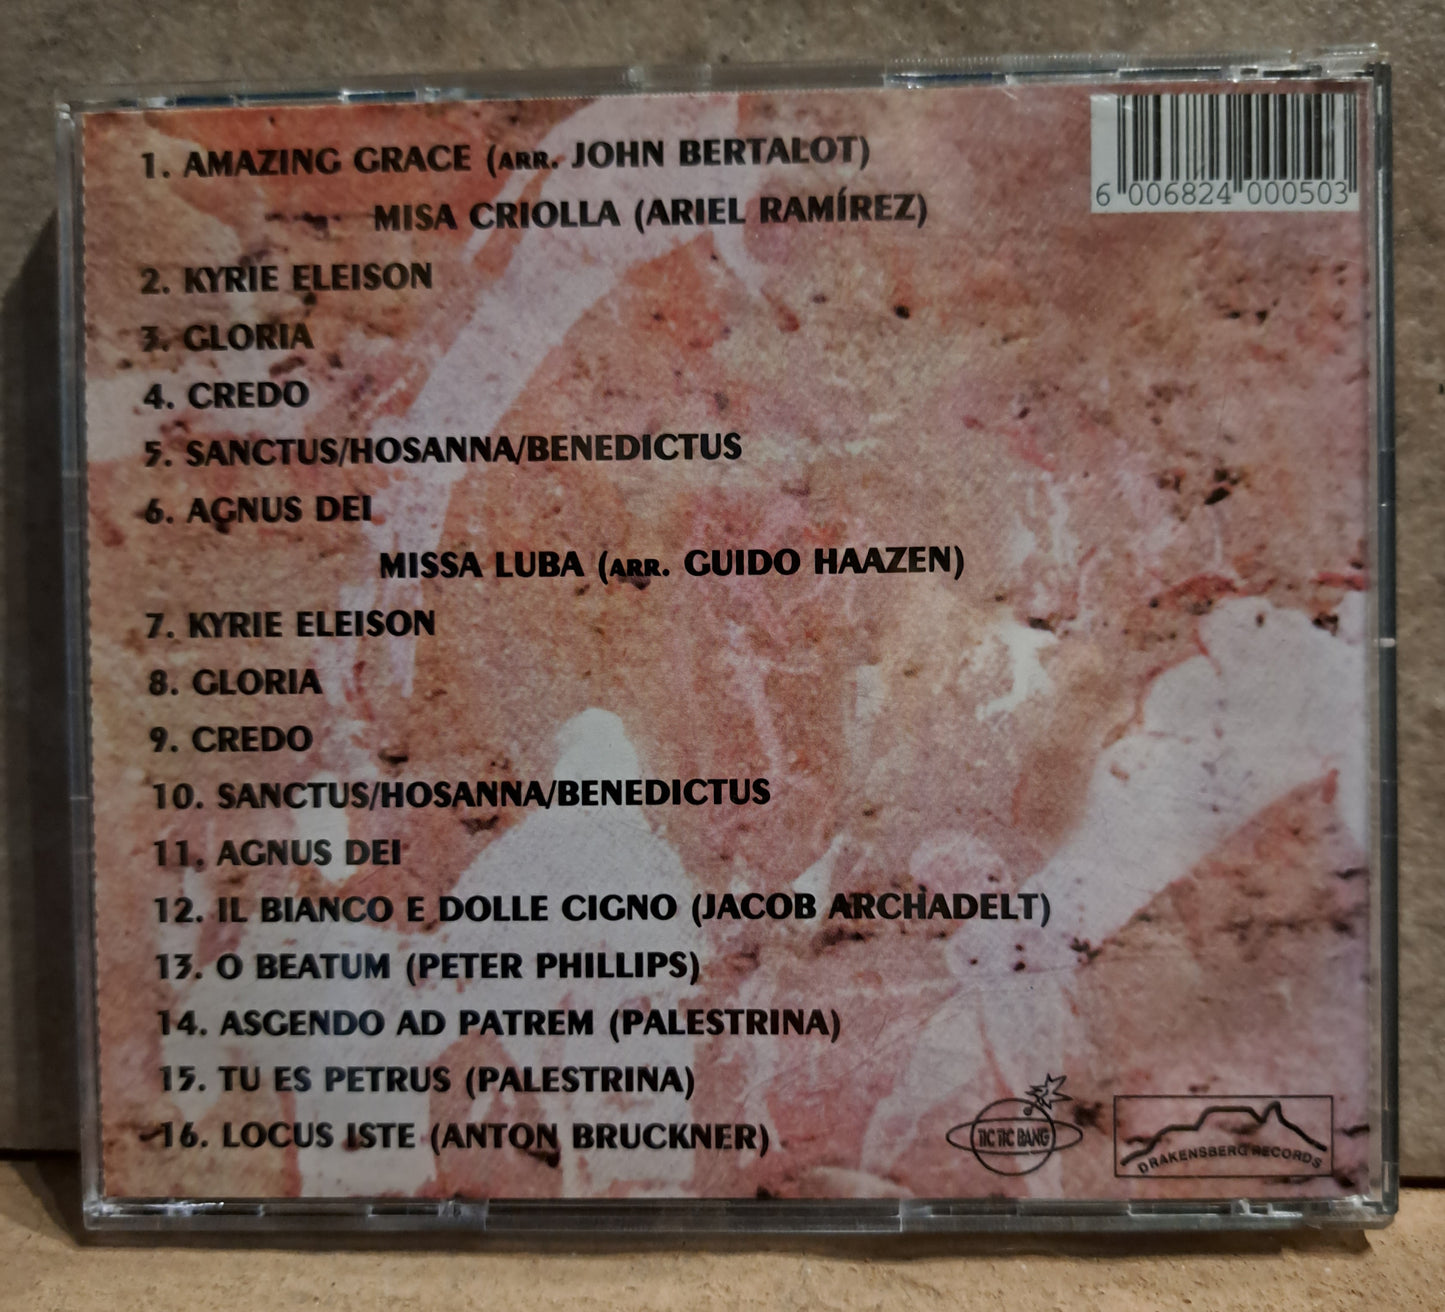 1. AMAZING GRACE (ARR. JOHN BERTALOT)
MISA CRIOLLA (ARIEL RAMÍREZ)
2. KYRIE ELEISON
3. GLORIA
4. CREDO
5. SANCTUS/HOSANNA/BENEDICTUS
6. AGNUS DEI
MISSA LUBA (ARR. GUIDO HAAZEN)
7. KYRIE ELEISON
8. GLORIA
9. CREDO
10. SANCTUS/HOSANNA/BENEDICTUS
11. AGNUS DEI
12. IL BIANCO E DOLLE CIGNO (JACOB ARCHADELT)
13. O BEATUM (PETER PHILLIPS)
14. ASCENDO AD PATREM (PALESTRINA)
15. TU ES PETRUS (PALESTRINA)
16. LOCUS ISTE (ANTON BRUCKNER)
6 006824 000503
TIC TIC BANG
DRAKENSBERG RECORDS